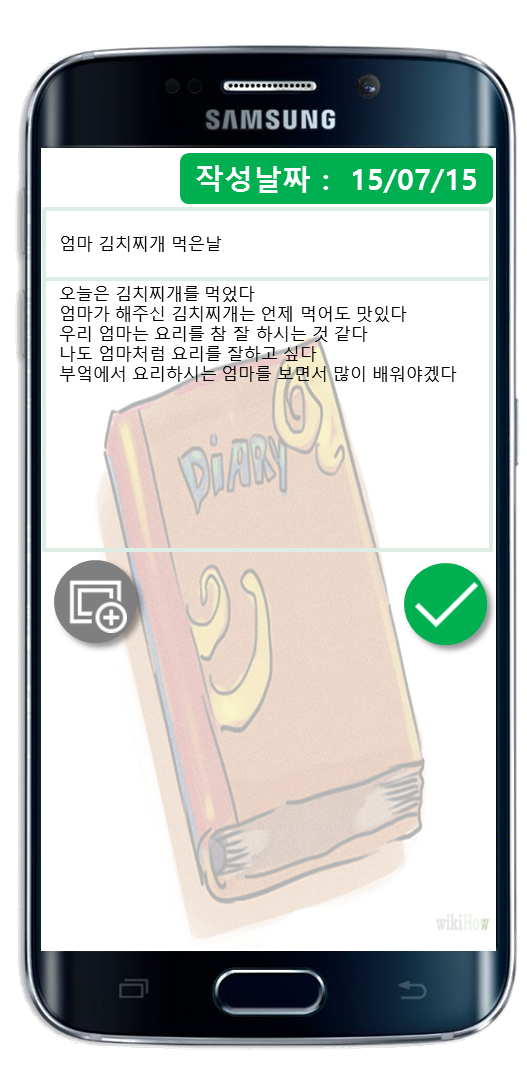 SAMSUNG
작성날짜 : 15/07/15
엄마 김치찌개 먹은날
오늘은 김치찌개를 먹었다
엄마가 해주신 김치찌개는 언제 먹어도 맛있다
우리 엄마는 요리를 참 잘 하시는 것 같다
나도 엄마처럼 요리를 잘하고 싶다
부엌에서 요리하시는 엄마를 보면서 많이 배워야겠다
DiARY
wikiHow